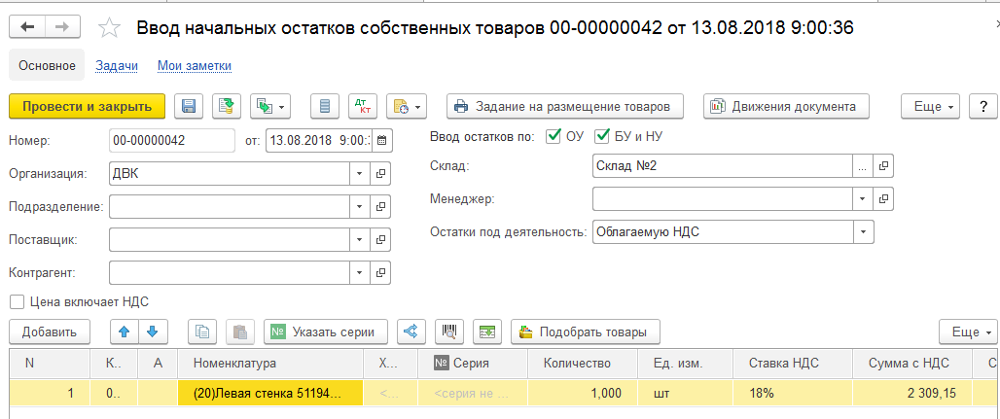 Ввод начальных остатков собственных товаров 00-00000042 от 13.08.2018 9:00:36
Основное Задачи Мои заметки
Провести и закрыть Дт Кт Задание на размещение товаров Движения документа Еще ?
Номер: 00-00000042 от: 13.08.2018 9:00: Ввод остатков по: ОУ БУ и НУ
Организация: ДВК Склад: Склад №2 ...
Подразделение: Менеджер:
Поставщик: Остатки под деятельность: Облагаемую НДС
Контрагент:
Цена включает НДС
Добавить № Указать серии Подобрать товары Еще
N К.. А Номенклатура Х... № Серия Количество Ед. изм. Ставка НДС Сумма с НДС С
1 0.. (20)Левая стенка 51194... <... <серия не ... 1,000 шт 18% 2 309,15